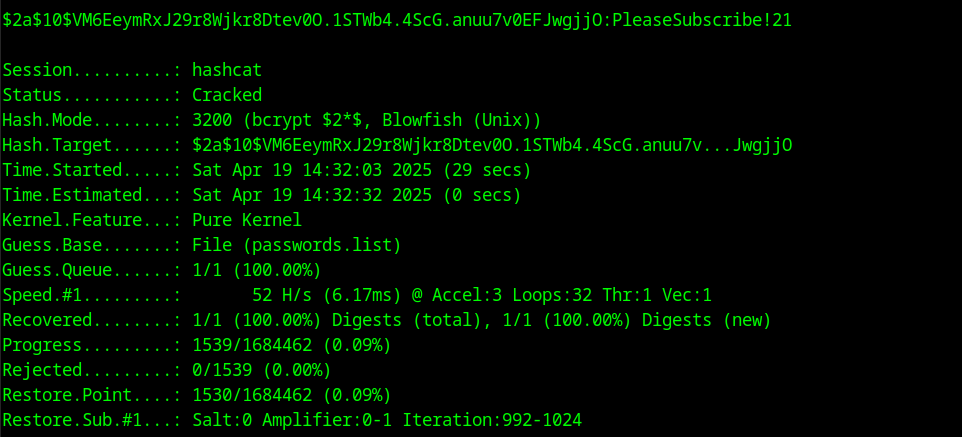 $2a$10$VM6EeymRxJ29r8Wjkr8Dtev0O.1STWb4.4ScG.anuu7v0EFJwgjjO:PleaseSubscribe!21
Session..........: hashcat
Status...........: Cracked
Hash.Mode........: 3200 (bcrypt $2*$, Blowfish (Unix))
Hash.Target......: $2a$10$VM6EeymRxJ29r8Wjkr8Dtev0O.1STWb4.4ScG.anuu7v...JwgjjO
Time.Started.....: Sat Apr 19 14:32:03 2025 (29 secs)
Time.Estimated...: Sat Apr 19 14:32:32 2025 (0 secs)
Kernel.Feature...: Pure Kernel
Guess.Base.......: File (passwords.list)
Guess.Queue......: 1/1 (100.00%)
Speed.#1.........:       52 H/s (6.17ms) @ Accel:3 Loops:32 Thr:1 Vec:1
Recovered........: 1/1 (100.00%) Digests (total), 1/1 (100.00%) Digests (new)
Progress.........: 1539/1684462 (0.09%)
Rejected.........: 0/1539 (0.00%)
Restore.Point....: 1530/1684462 (0.09%)
Restore.Sub.#1...: Salt:0 Amplifier:0-1 Iteration:992-1024